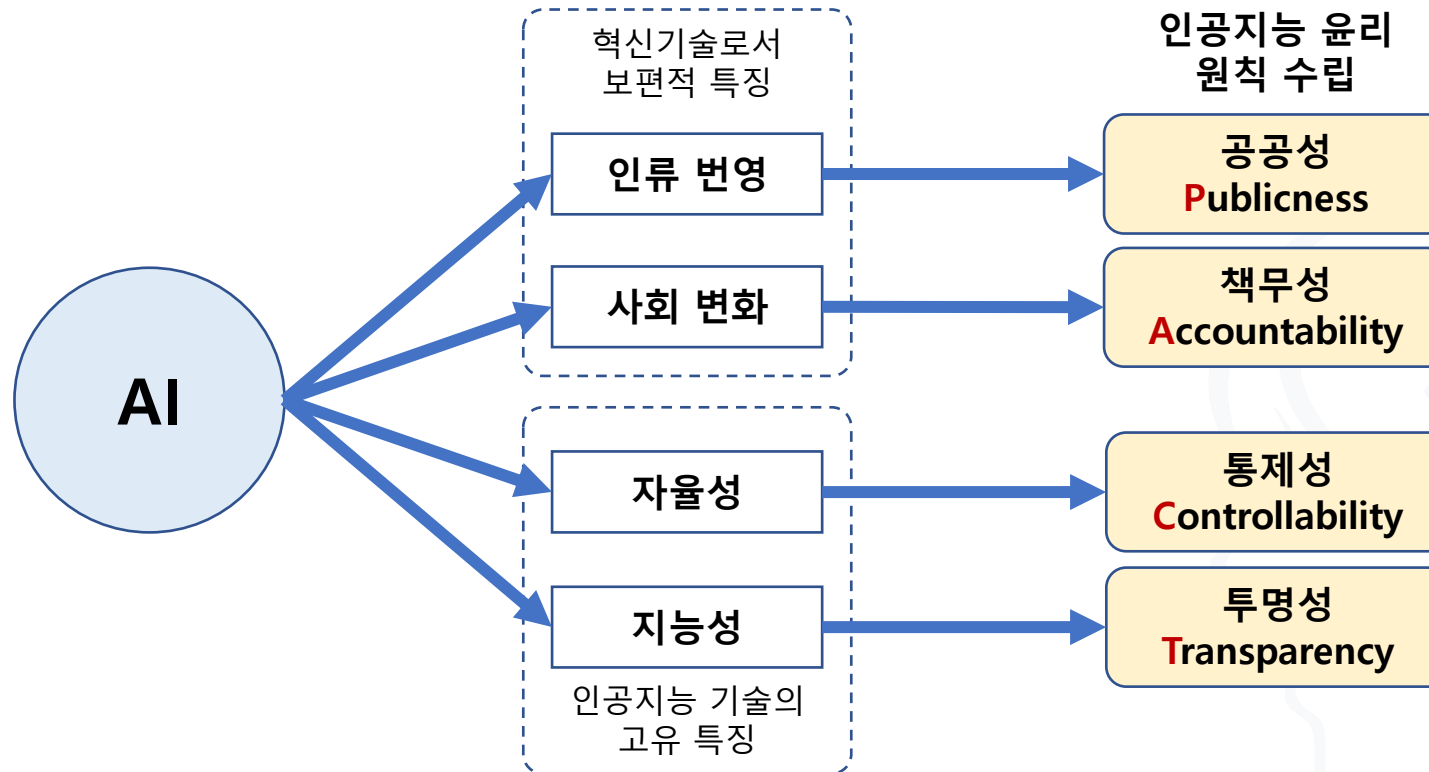 혁신기술로서
보편적 특징
인류 번영
사회 변화
AI
자율성
지능성
인공지능 기술의
고유 특징
인공지능 윤리
원칙 수립
공공성
Publicness
책무성
Accountability
통제성
Controllability
투명성
Transparency